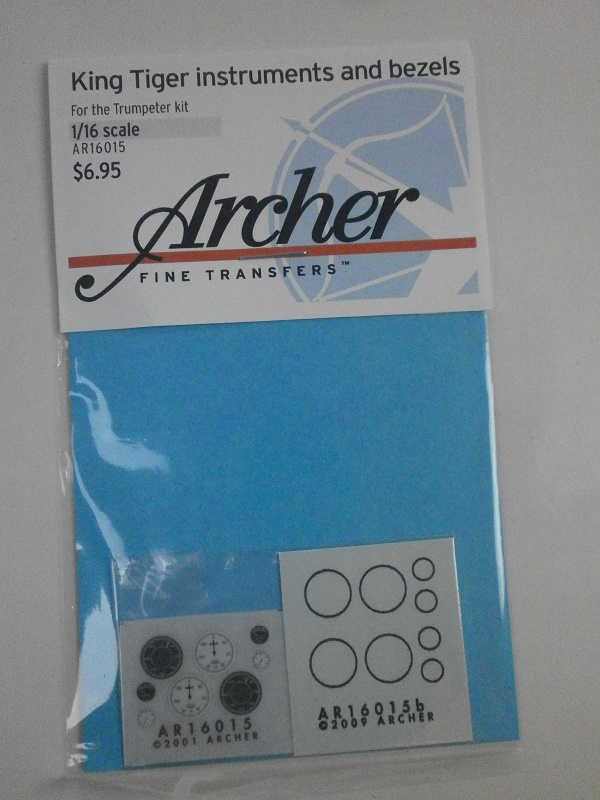 King Tiger instruments and bezels
For the Trumpeter kit
1/16 scale
AR16015
$6.95
Archer
FINE TRANSFERS™
AR16015
©2001 ARCHER
AR16015b
©2009 ARCHER